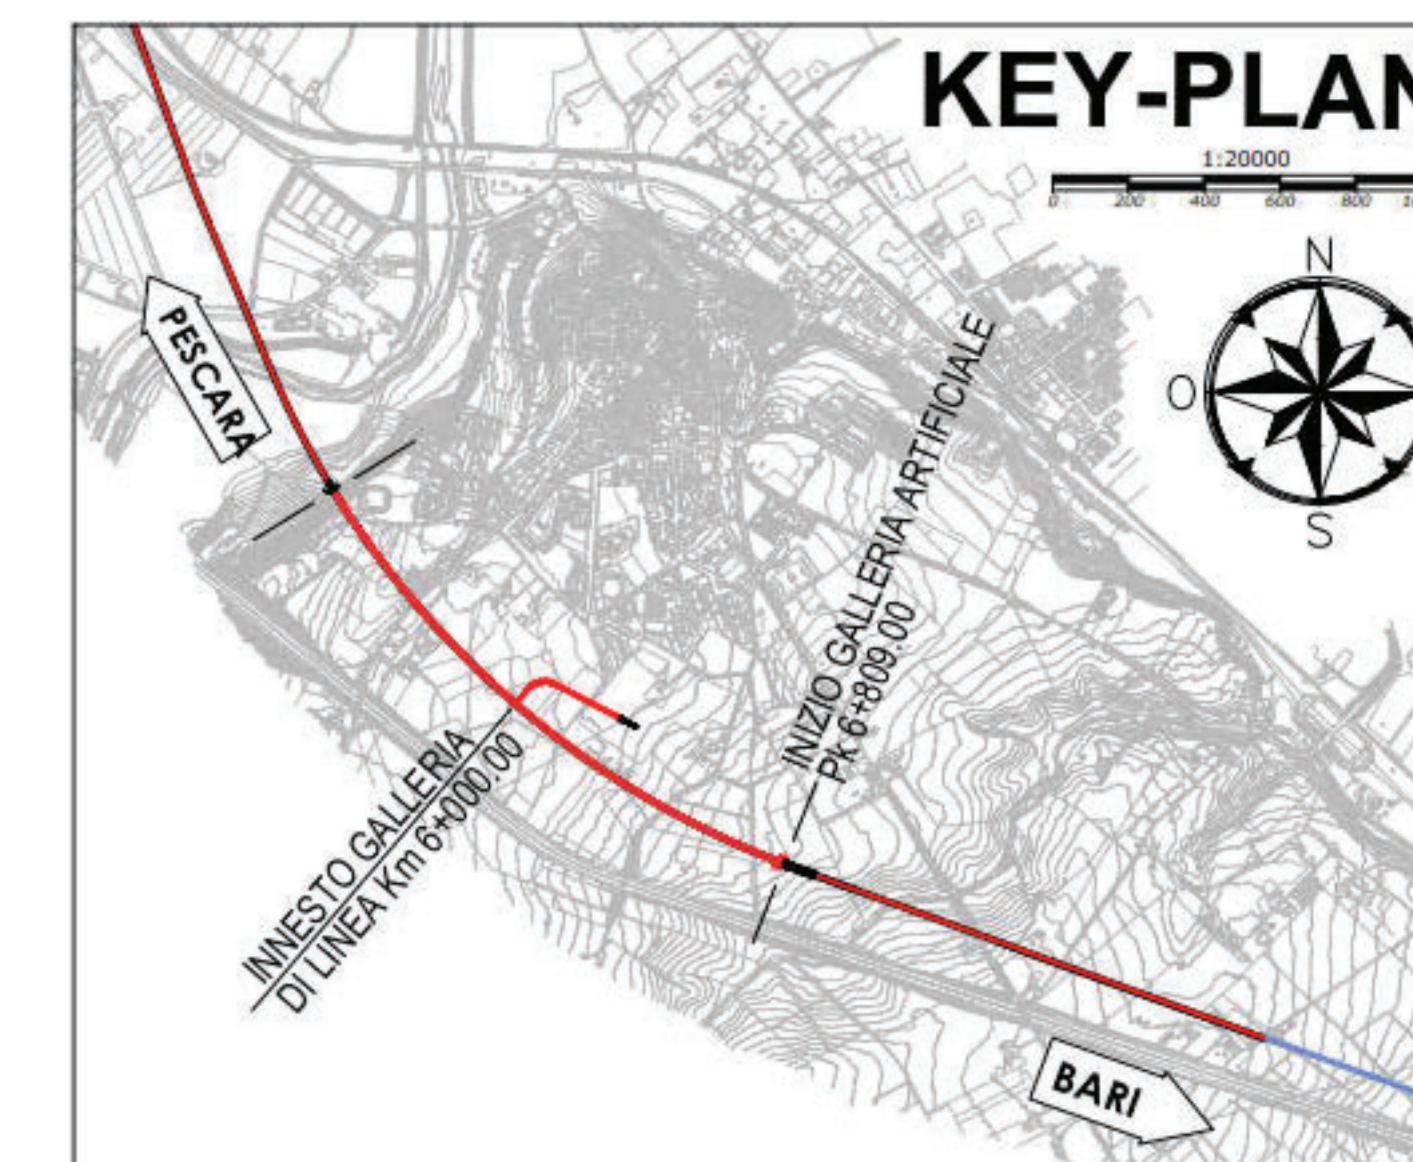 KEY-PLAN
1:20000
0 200 400 600 800
N
O
S
PESCARA
INIZIO GALLERIA ARTIFICIALE
Pk 6+809.00
INNESTO GALLERIA
DI LINEA Km 6+000.00
BARI